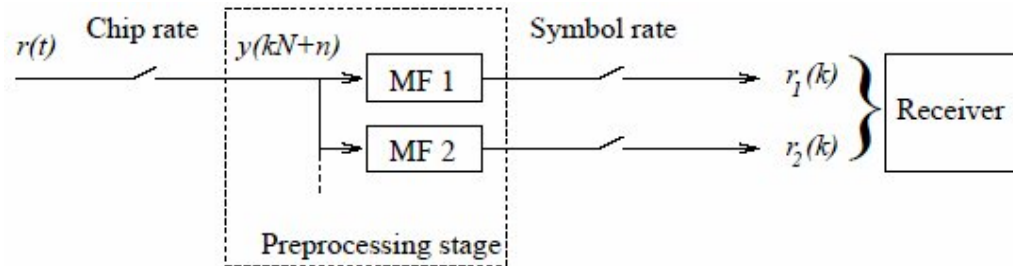 Chip rate
Symbol rate
r(t)
y(kN+n)
MF 1
r1(k)
Receiver
MF 2
r2(k)
Preprocessing stage